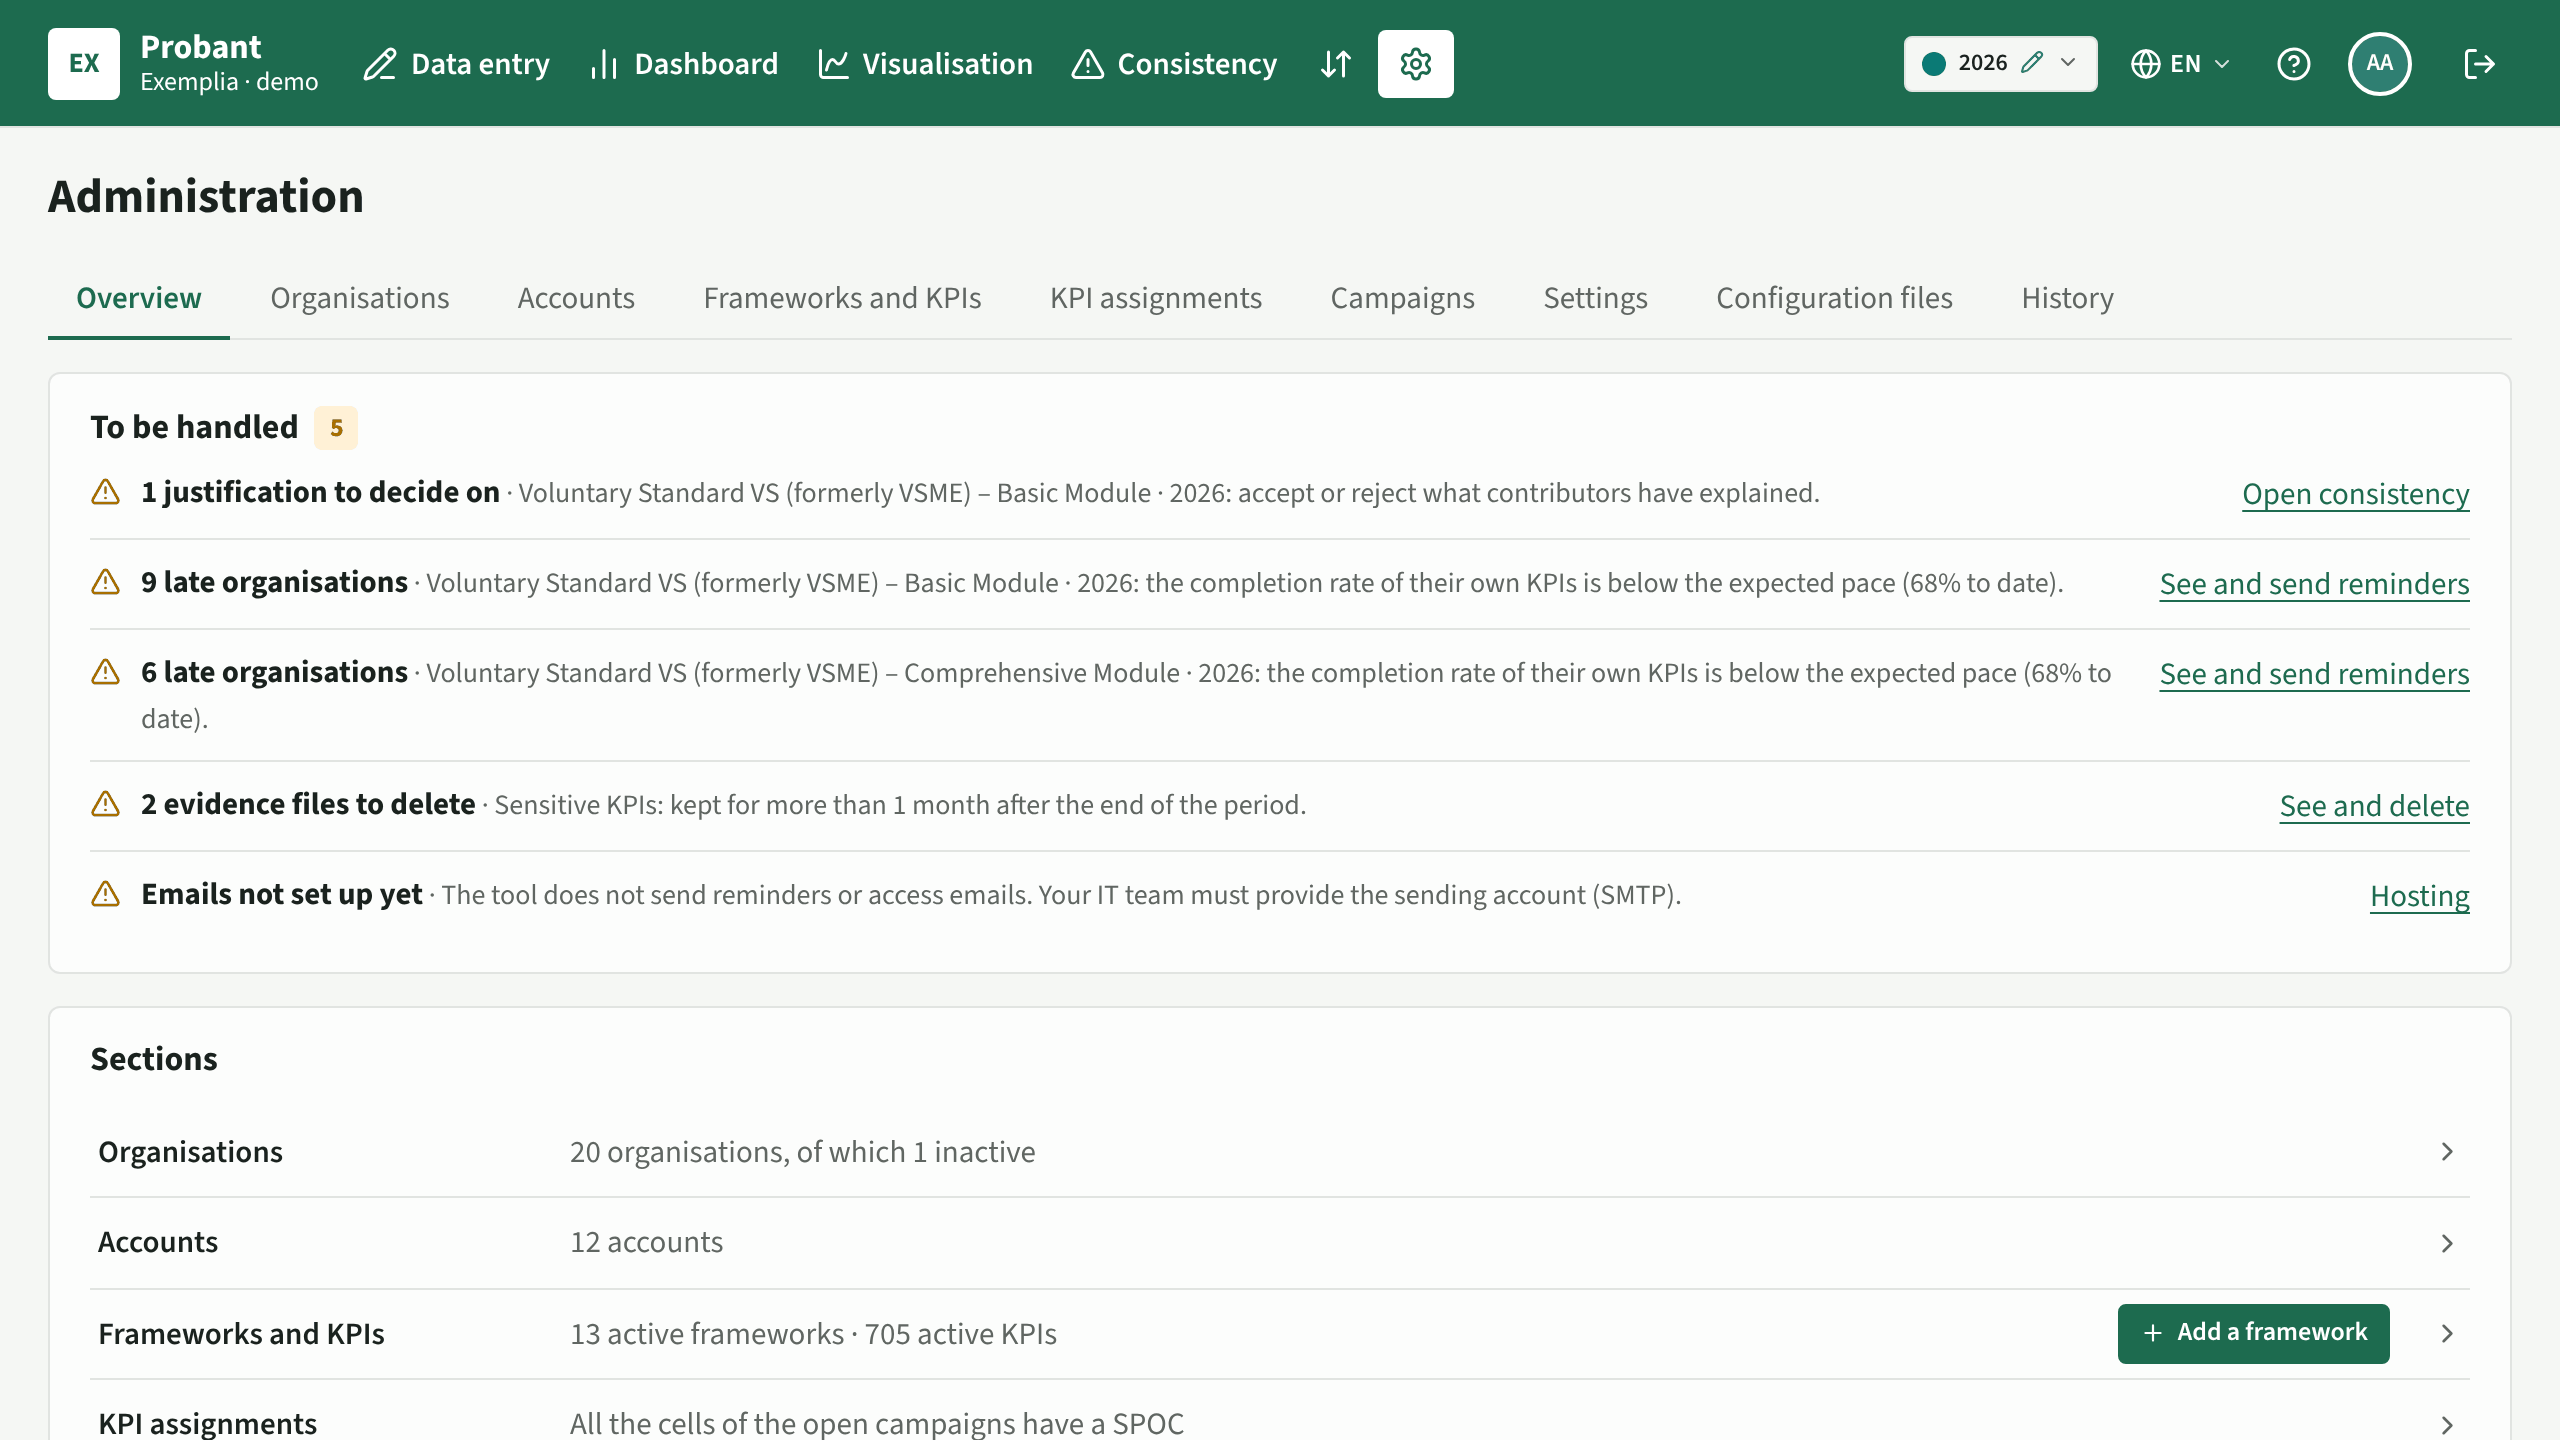 EX
Probant
Exemplia · demo
Data entry
Dashboard
Visualisation
Consistency
2026
EN
AA
Administration
Overview
Organisations
Accounts
Frameworks and KPIs
KPI assignments
Campaigns
Settings
Configuration files
History
To be handled 5
1 justification to decide on · Voluntary Standard VS (formerly VSME) – Basic Module · 2026: accept or reject what contributors have explained.
Open consistency
9 late organisations · Voluntary Standard VS (formerly VSME) – Basic Module · 2026: the completion rate of their own KPIs is below the expected pace (68% to date).
See and send reminders
6 late organisations · Voluntary Standard VS (formerly VSME) – Comprehensive Module · 2026: the completion rate of their own KPIs is below the expected pace (68% to
date).
See and send reminders
2 evidence files to delete · Sensitive KPIs: kept for more than 1 month after the end of the period.
See and delete
Emails not set up yet · The tool does not send reminders or access emails. Your IT team must provide the sending account (SMTP).
Hosting
Sections
Organisations
20 organisations, of which 1 inactive
Accounts
12 accounts
Frameworks and KPIs
13 active frameworks · 705 active KPIs
+ Add a framework
KPI assignments
All the cells of the open campaigns have a SPOC